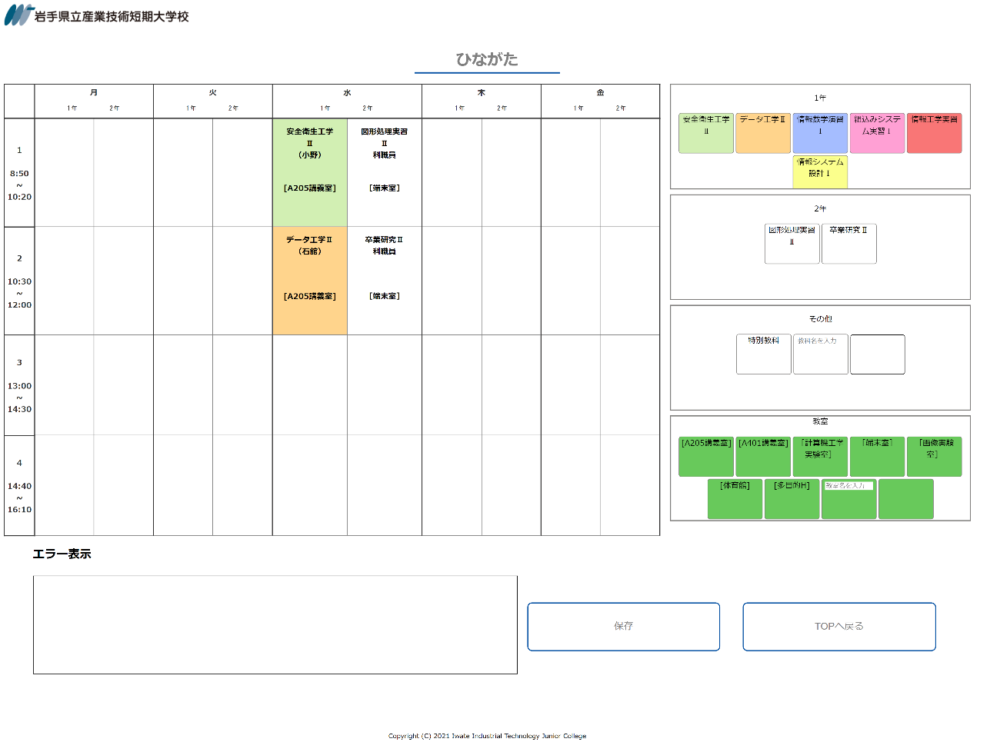 岩手県立産業技術短期大学校
ひながた
月 火 水 木 金
1年 2年 1年 2年 1年 2年 1年 2年 1年 2年
1
8:50
~
10:20
安全衛生工学
Ⅱ
（小野）
[A205講義室]
図形処理実習
Ⅱ
科職員
[端末室]
2
10:30
~
12:00
データ工学Ⅱ
（石館）
[A205講義室]
卒業研究Ⅱ
科職員
[端末室]
3
13:00
~
14:30
4
14:40
~
16:10
1年
安全衛生工学
Ⅱ
データ工学Ⅱ
情報数学演習
Ⅰ
組込みシステ
ム実習Ⅰ
情報工学実習
情報システム
設計Ⅰ
2年
図形処理実習
Ⅱ
卒業研究Ⅱ
その他
特別教科
教科名を入力
教室
[A205講義室]
[A401講義室]
[計算機工学
実験室]
[端末室]
[画像実験
室]
[体育館]
[多目的H]
教室名を入力
エラー表示
保存
TOPへ戻る
Copyright (C) 2021 Iwate Industrial Technology Junior College